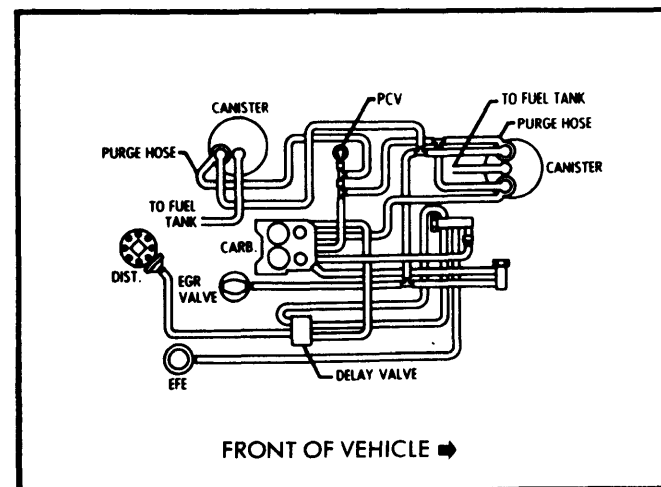 PCV
TO FUEL TANK
CANISTER
PURGE HOSE
PURGE HOSE
CANISTER
TO FUEL
TANK
CARB.
DIST.
EGR
VALVE
DELAY VALVE
EFE
FRONT OF VEHICLE